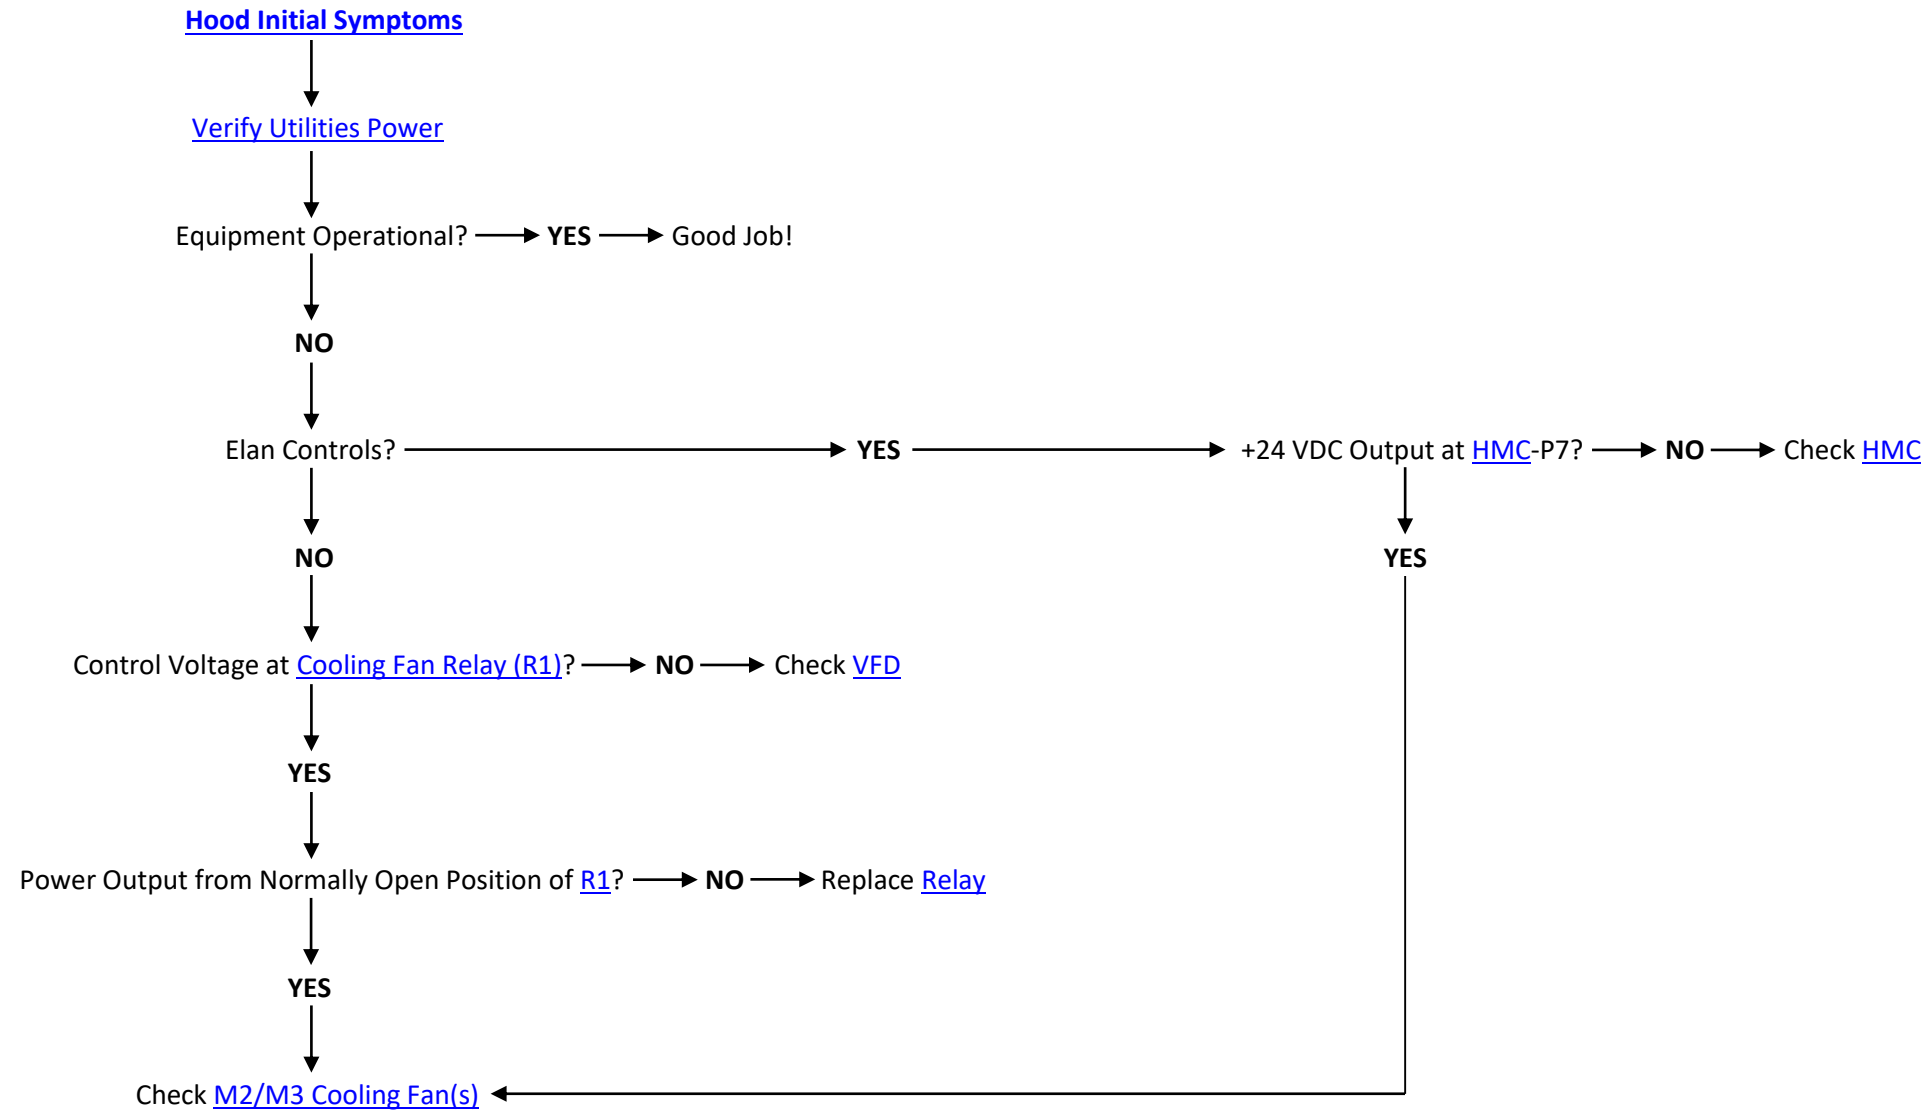 Hood Initial Symptoms
Verify Utilities Power
Equipment Operational? YES Good Job!
NO
Elan Controls? YES +24 VDC Output at HMC-P7? NO Check HMC
NO YES
Control Voltage at Cooling Fan Relay (R1)? NO Check VFD
YES
Power Output from Normally Open Position of R1? NO Replace Relay
YES
Check M2/M3 Cooling Fan(s)